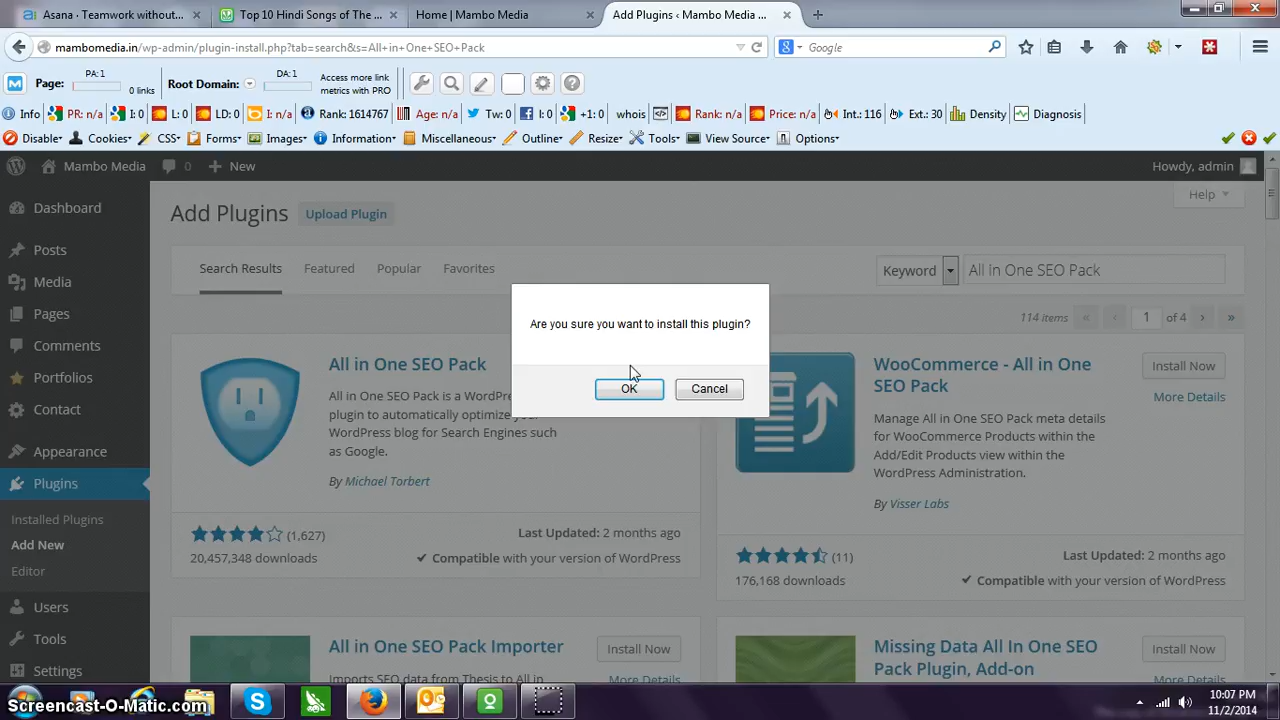 Asana · Teamwork without... ×
Top 10 Hindi Songs of The ... ×
Home | Mambo Media ×
Add Plugins ‹ Mambo Media ... ×
mambomedia.in/wp-admin/plugin-install.php?tab=search&s=All+in+One+SEO+Pack
Google
Page: PA: 1 0 links
Root Domain: DA: 1
Access more link metrics with PRO
Info PR: n/a I: 0 L: 0 LD: 0 I: n/a Rank: 1614767 Age: n/a Tw: 0 I: 0 +1: 0 whois Rank: n/a Price: n/a Int.: 116 Ext.: 30 Density Diagnosis
Disable Cookies CSS Forms Images Information Miscellaneous Outline Resize Tools View Source Options
Mambo Media 0 New Howdy, admin
Dashboard
Posts
Media
Pages
Comments
Portfolios
Contact
Appearance
Plugins
Installed Plugins
Add New
Editor
Users
Tools
Settings
Help
Add Plugins Upload Plugin
Search Results Featured Popular Favorites
Keyword All in One SEO Pack
114 items « ‹ 1 of 4 › »
Are you sure you want to install this plugin?
OK Cancel
All in One SEO Pack
All in One SEO Pack is a WordP
plugin to automatically optimize you
WordPress blog for Search Engines such
as Google.
By Michael Torbert
(1,627)
20,457,348 downloads
Last Updated: 2 months ago
✔ Compatible with your version of WordPress
WooCommerce - All in One
SEO Pack
Install Now
More Details
Manage All in One SEO Pack meta details
for WooCommerce Products within the
Add/Edit Products view within the
WordPress Administration.
By Visser Labs
(11)
176,168 downloads
Last Updated: 2 months ago
✔ Compatible with your version of WordPress
All in One SEO Pack Importer
Install Now
More Details
Imports SEO data from Thesis to All in
Missing Data All In One SEO
Pack Plugin, Add-on
Install Now
More Details
Screencast-O-Matic.com
10:07 PM
11/2/2014